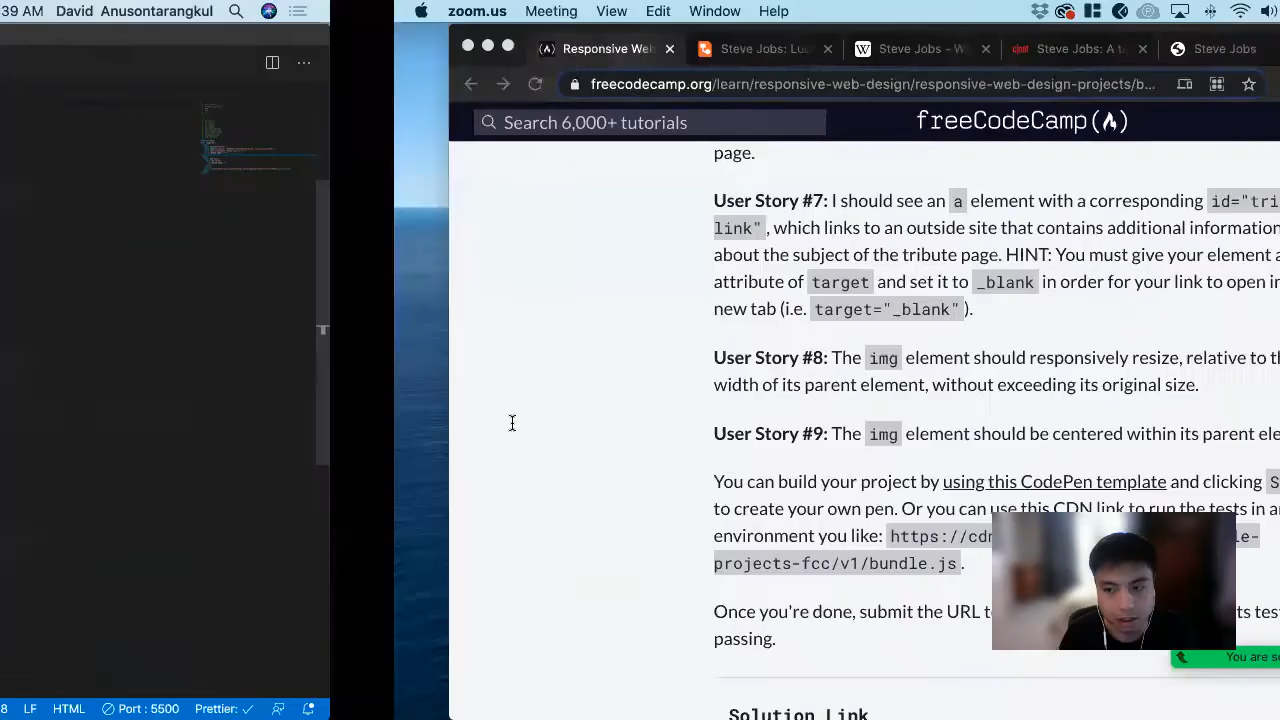 39 AM David Anusontarangkul
zoom.us Meeting View Edit Window Help
Responsive Web
Steve Jobs: Luc
Steve Jobs – W
Steve Jobs: A t
Steve Jobs
freecodecamp.org/learn/responsive-web-design/responsive-web-design-projects/b...
Search 6,000+ tutorials
freeCodeCamp(🔥)
page.
User Story #7: I should see an a element with a corresponding id="tri
link", which links to an outside site that contains additional information
about the subject of the tribute page. HINT: You must give your element a
attribute of target and set it to _blank in order for your link to open in
new tab (i.e. target="_blank").
User Story #8: The img element should responsively resize, relative to th
width of its parent element, without exceeding its original size.
User Story #9: The img element should be centered within its parent ele
You can build your project by using this CodePen template and clicking S
to create your own pen. Or you can use this CDN link to run the tests in a
environment you like: https://cdn le-
projects-fcc/v1/bundle.js.
Once you're done, submit the URL to ts test
passing.
You are s
Solution Link
8 LF HTML Port : 5500 Prettier: ✓